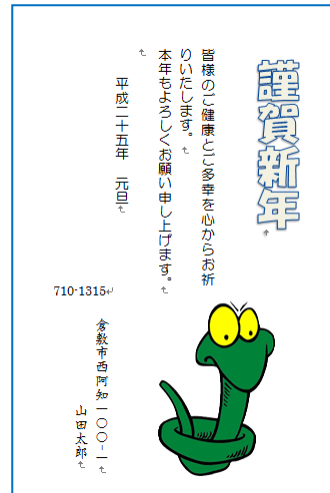 謹賀新年
皆様のご健康とご多幸を心からお祈
りいたします。
本年もよろしくお願い申し上げます。
平成二十五年　元旦
710-1315
倉敷市西阿知一〇〇-一
山田太郎